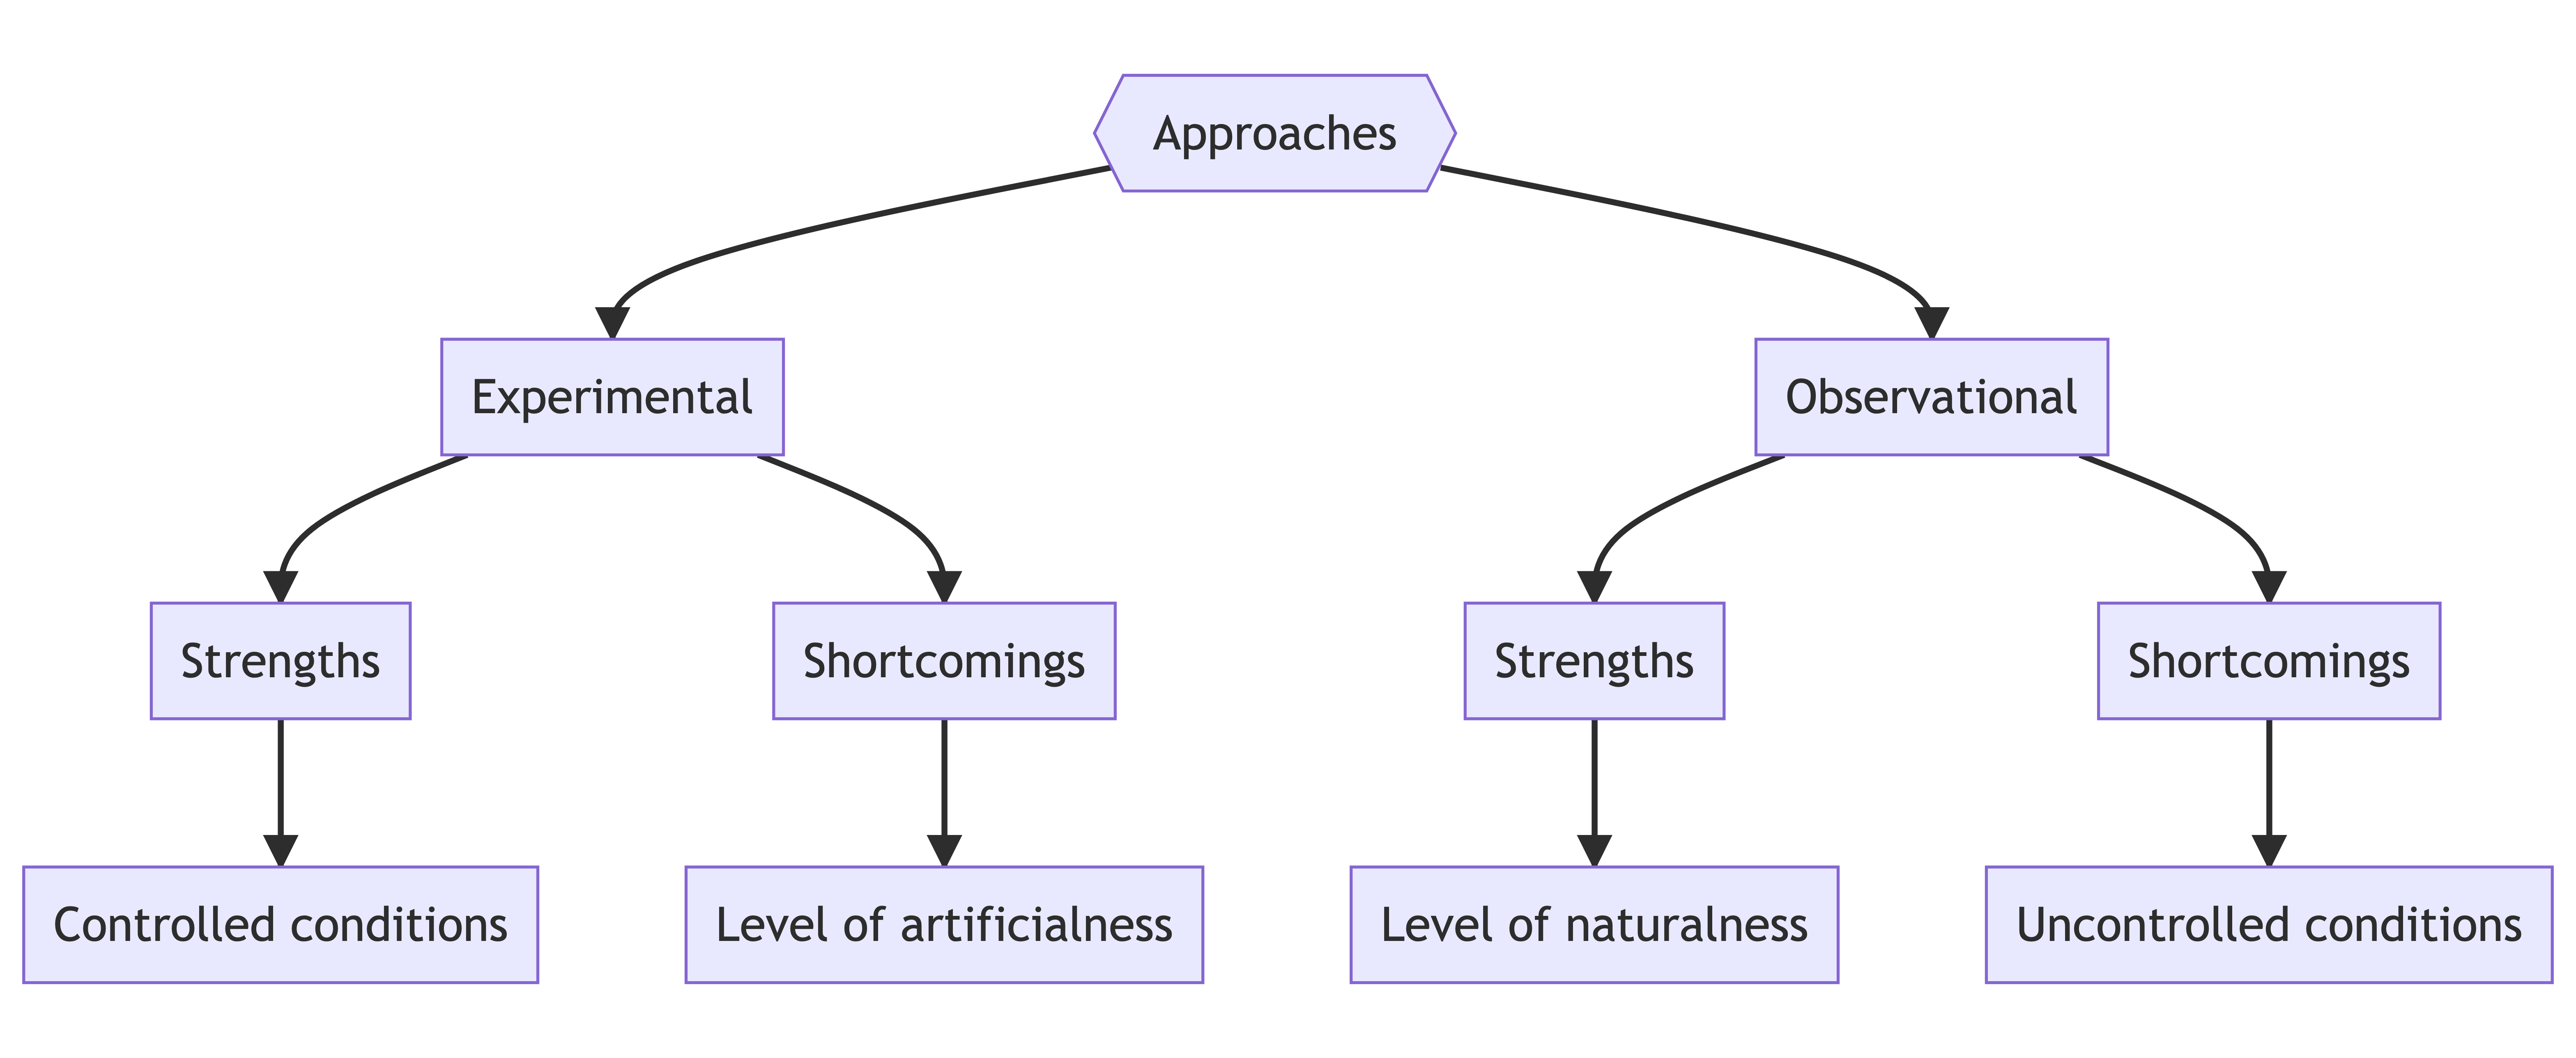 Approaches
Experimental
Observational
Strengths
Shortcomings
Strengths
Shortcomings
Controlled conditions
Level of artificialness
Level of naturalness
Uncontrolled conditions